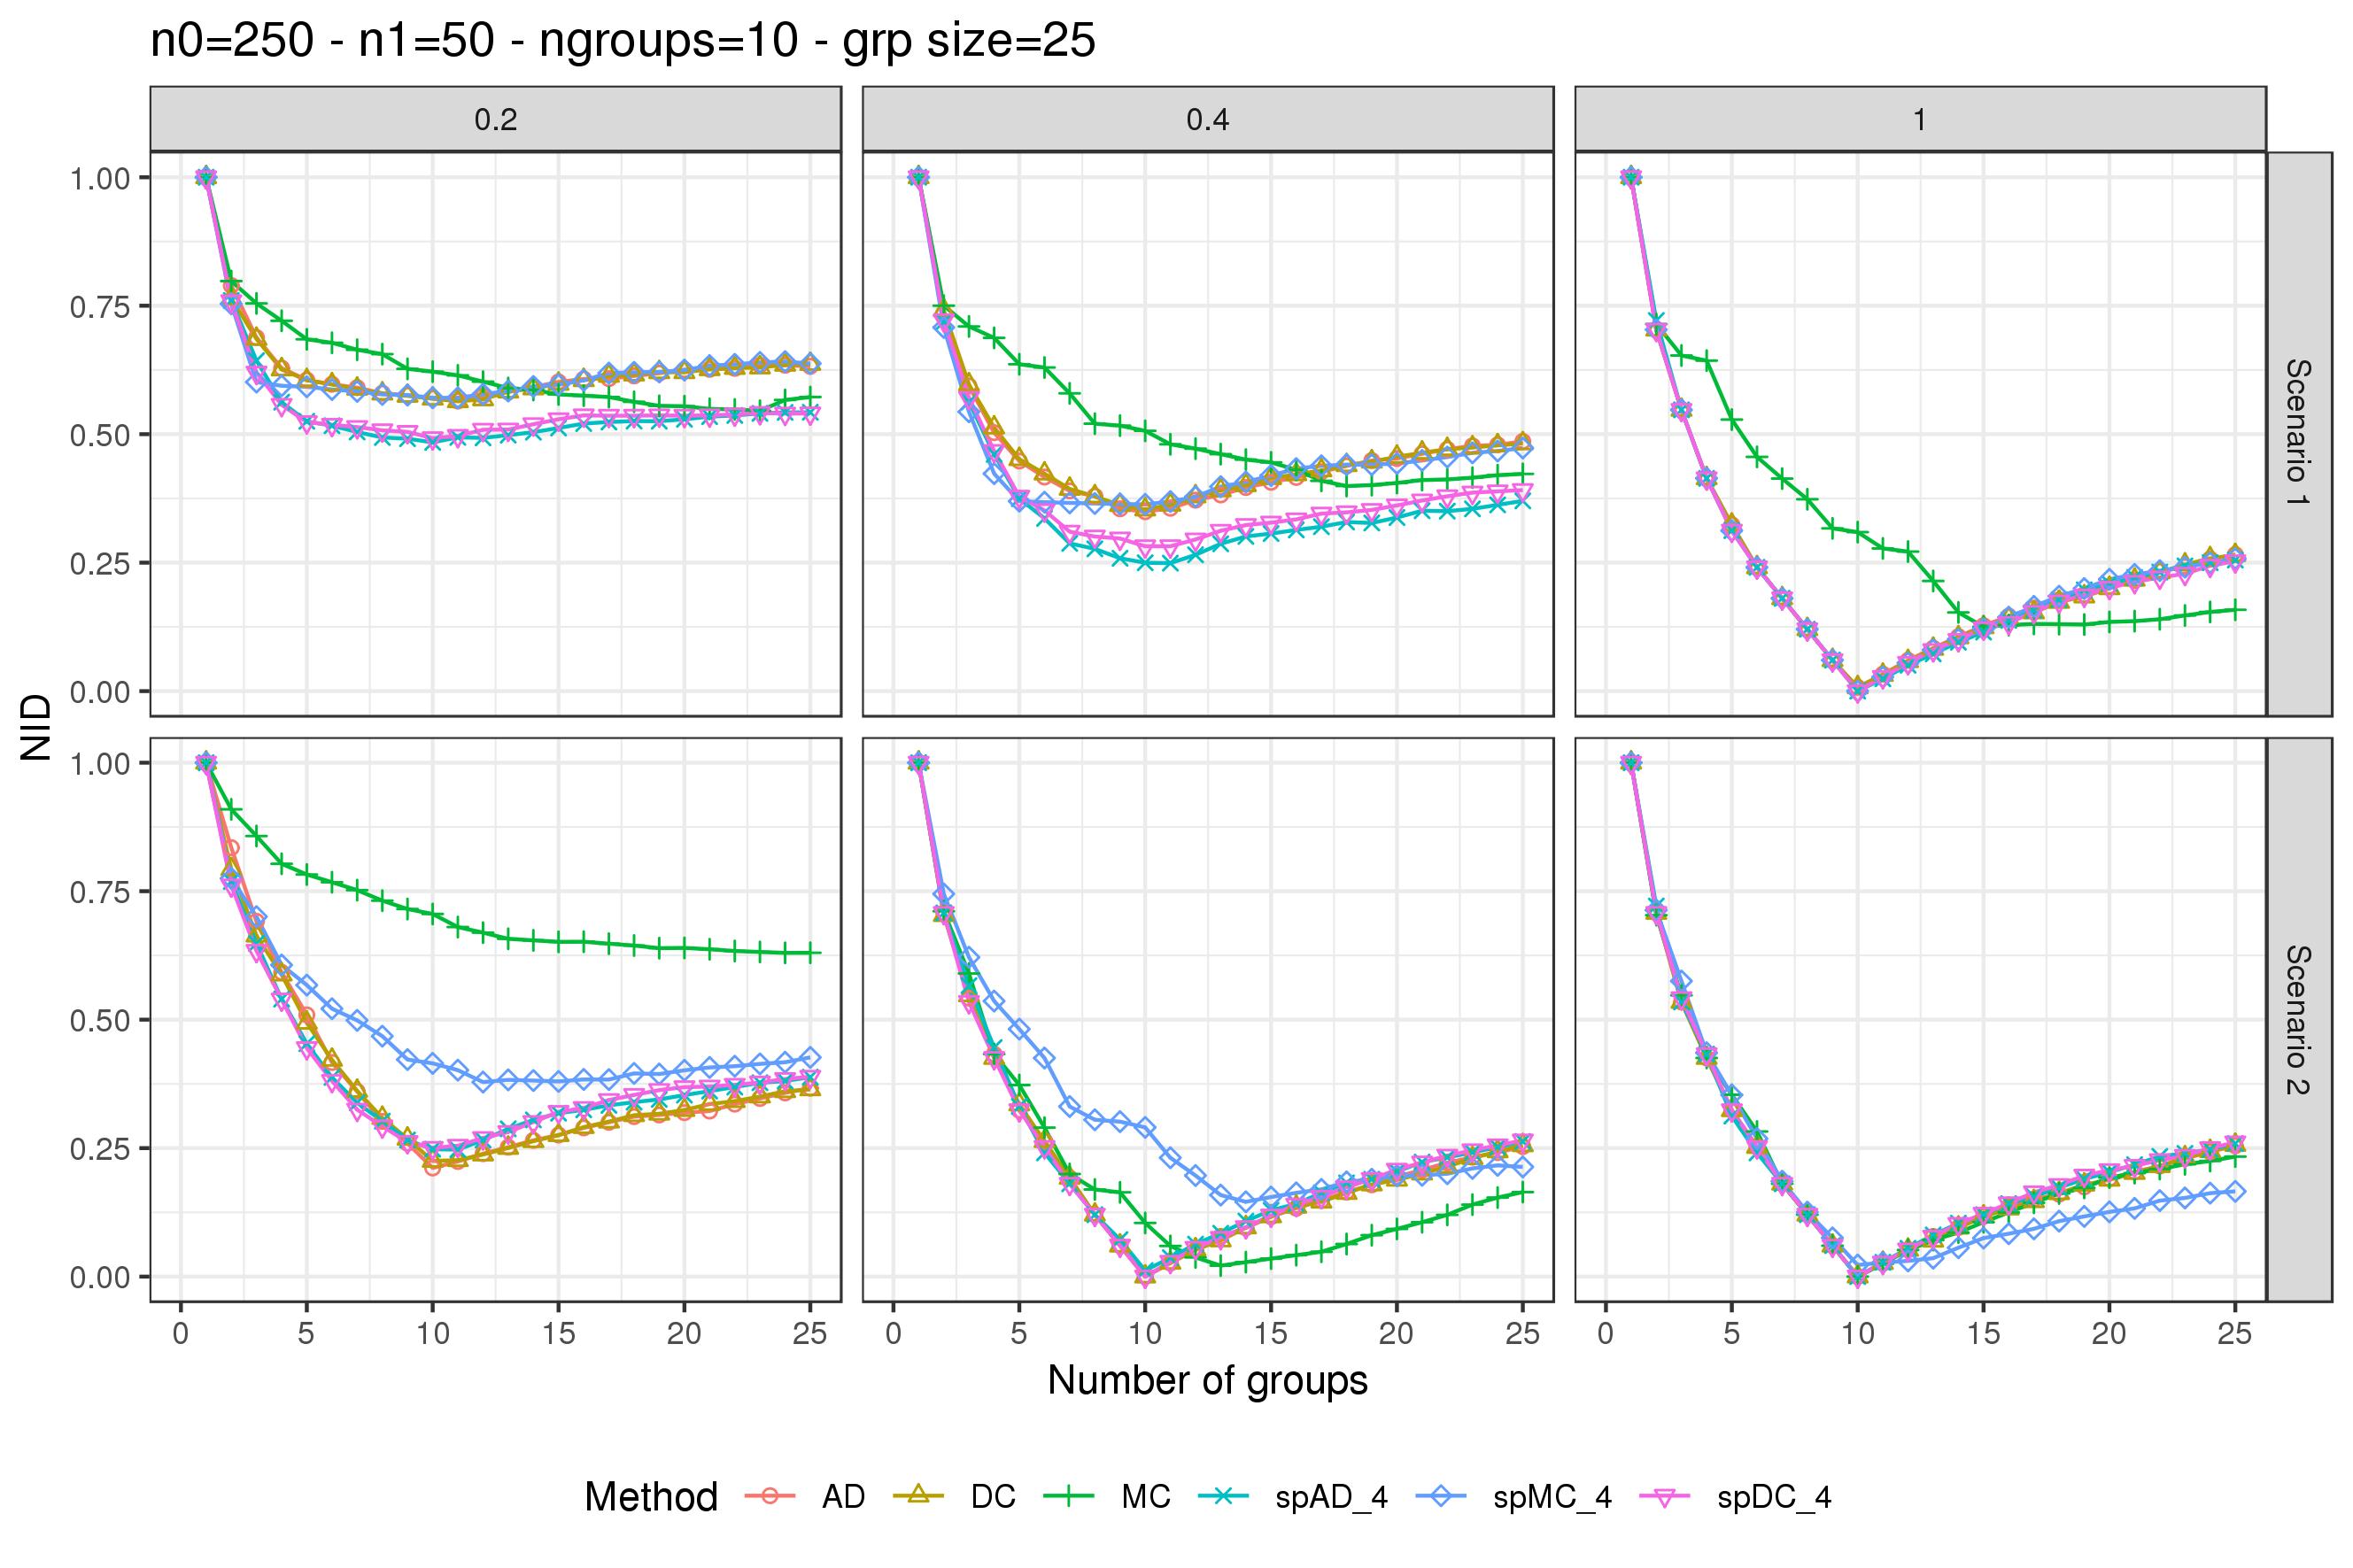 n0=250 - n1=50 - ngroups=10 - grp size=25
0.2 0.4 1
1.00
0.75
0.50
0.25
0.00
Scenario 1
NID
1.00
0.75
0.50
0.25
0.00
Scenario 2
0 5 10 15 20 25 0 5 10 15 20 25 0 5 10 15 20 25
Number of groups
Method AD DC MC spAD_4 spMC_4 spDC_4